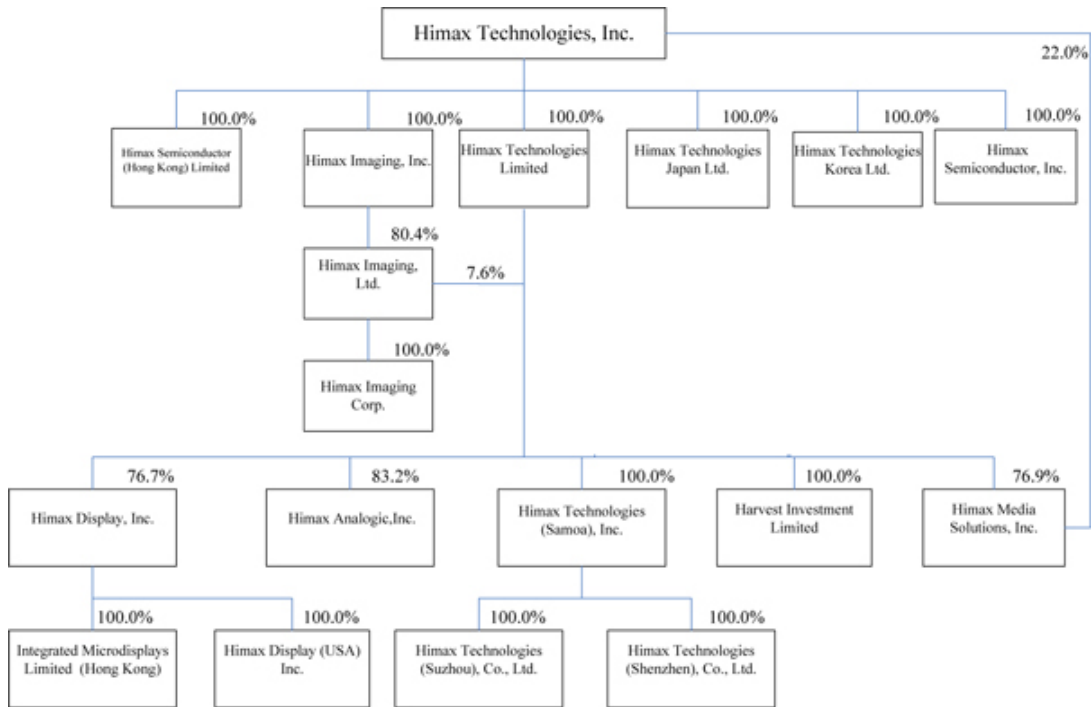 Himax Technologies, Inc.
22.0%
100.0%
100.0%
100.0%
100.0%
100.0%
100.0%
Himax Semiconductor
(Hong Kong) Limited
Himax Imaging, Inc.
Himax Technologies
Limited
Himax Technologies
Japan Ltd.
Himax Technologies
Korea Ltd.
Himax
Semiconductor, Inc.
80.4%
Himax Imaging,
Ltd.
7.6%
100.0%
Himax Imaging
Corp.
76.7%
83.2%
100.0%
100.0%
76.9%
Himax Display, Inc.
Himax Analogic,Inc.
Himax Technologies
(Samoa), Inc.
Harvest Investment
Limited
Himax Media
Solutions, Inc.
100.0%
100.0%
100.0%
100.0%
Integrated Microdisplays
Limited (Hong Kong)
Himax Display (USA)
Inc.
Himax Technologies
(Suzhou), Co., Ltd.
Himax Technologies
(Shenzhen), Co., Ltd.